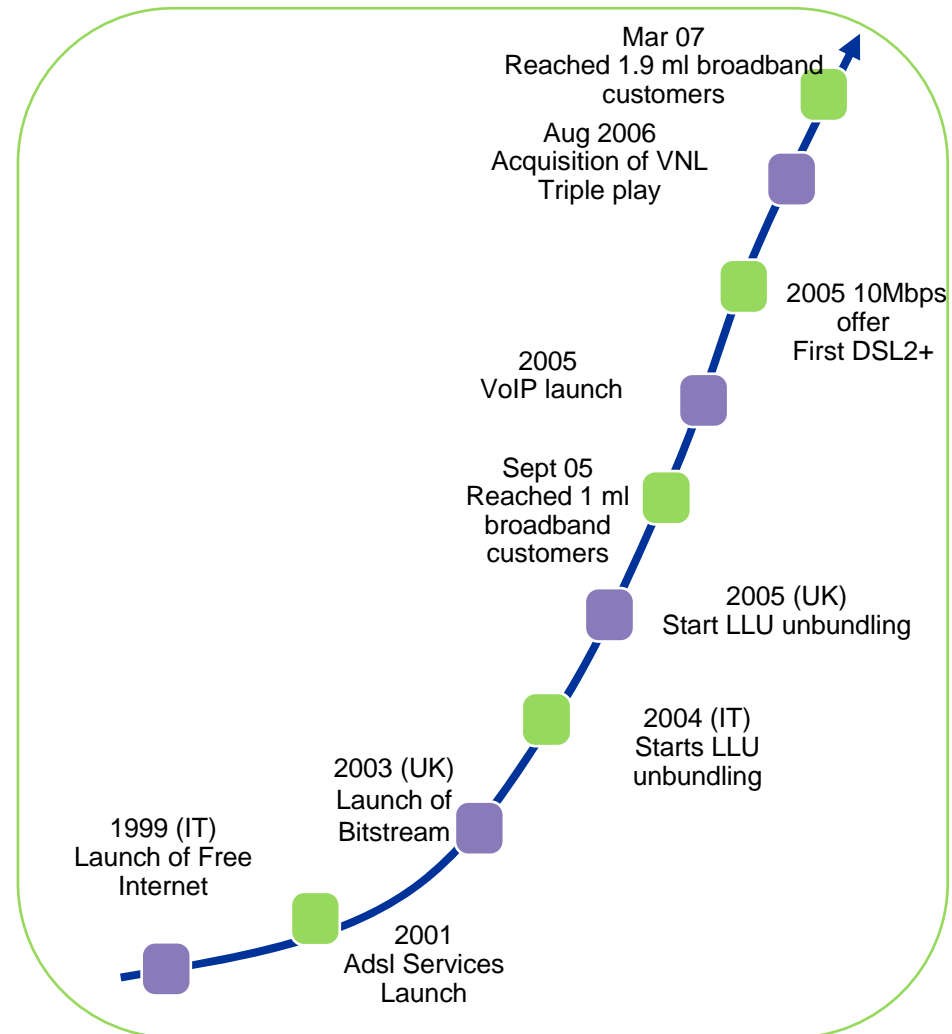 Mar 07
Reached 1.9 ml broadband
customers
Aug 2006
Acquisition of VNL
Triple play
2005 10Mbps
offer
First DSL2+
2005
VoIP launch
Sept 05
Reached 1 ml
broadband
customers
2005 (UK)
Start LLU unbundling
2004 (IT)
Starts LLU
unbundling
2003 (UK)
Launch of
Bitstream
1999 (IT)
Launch of Free
Internet
2001
Adsl Services
Launch